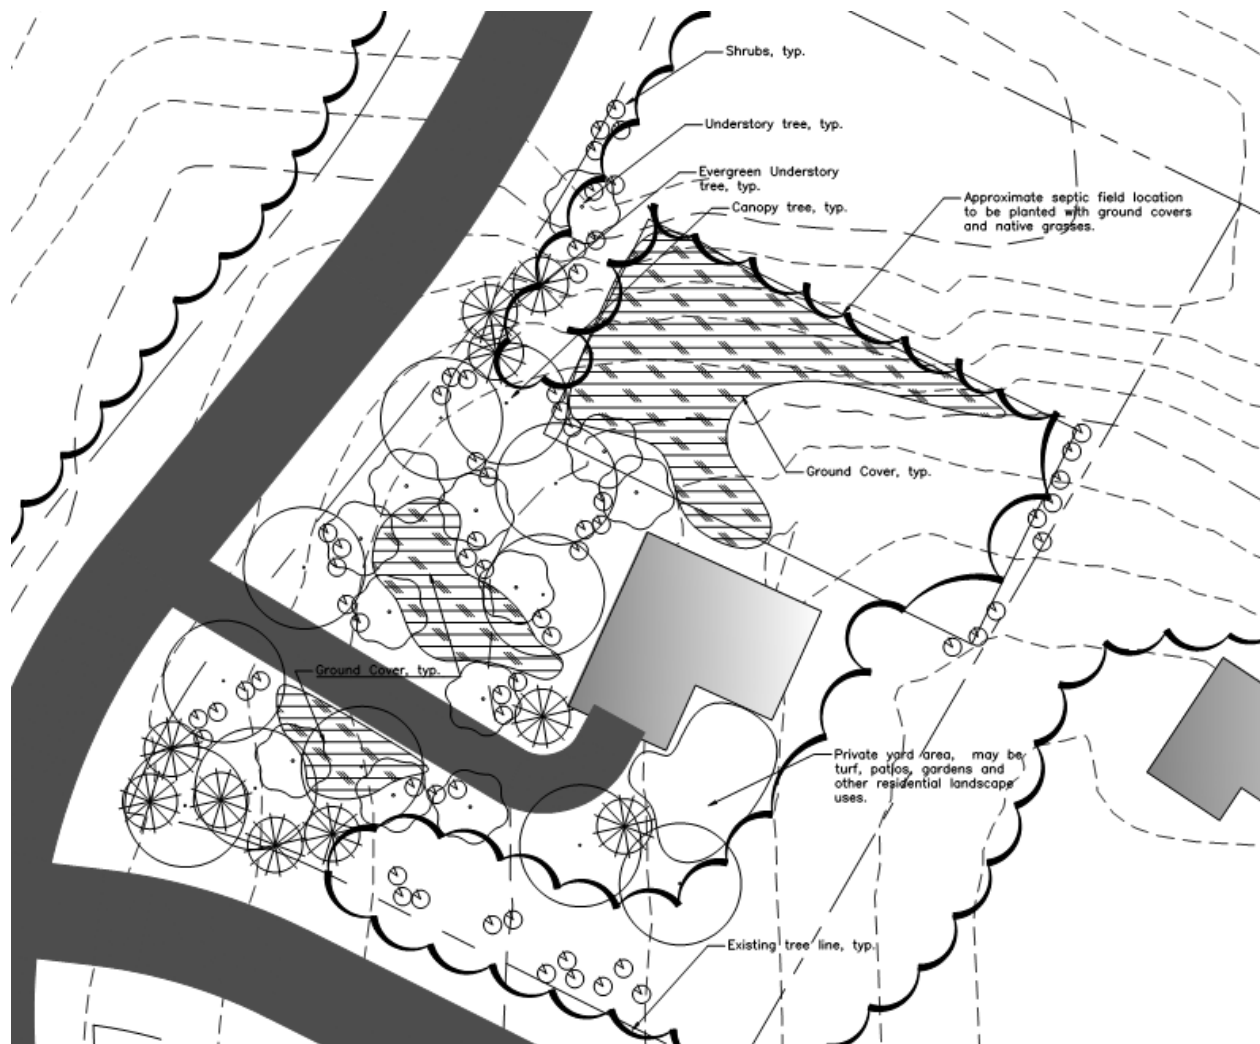 Shrubs, typ.
Understory tree, typ.
Evergreen Understory
tree, typ.
Canopy tree, typ.
Approximate septic field location
to be planted with ground covers
and native grasses.
Ground Cover, typ.
Ground Cover, typ.
Private yard area, may be
turf, patios, gardens and
other residential landscape
uses.
Existing tree line, typ.